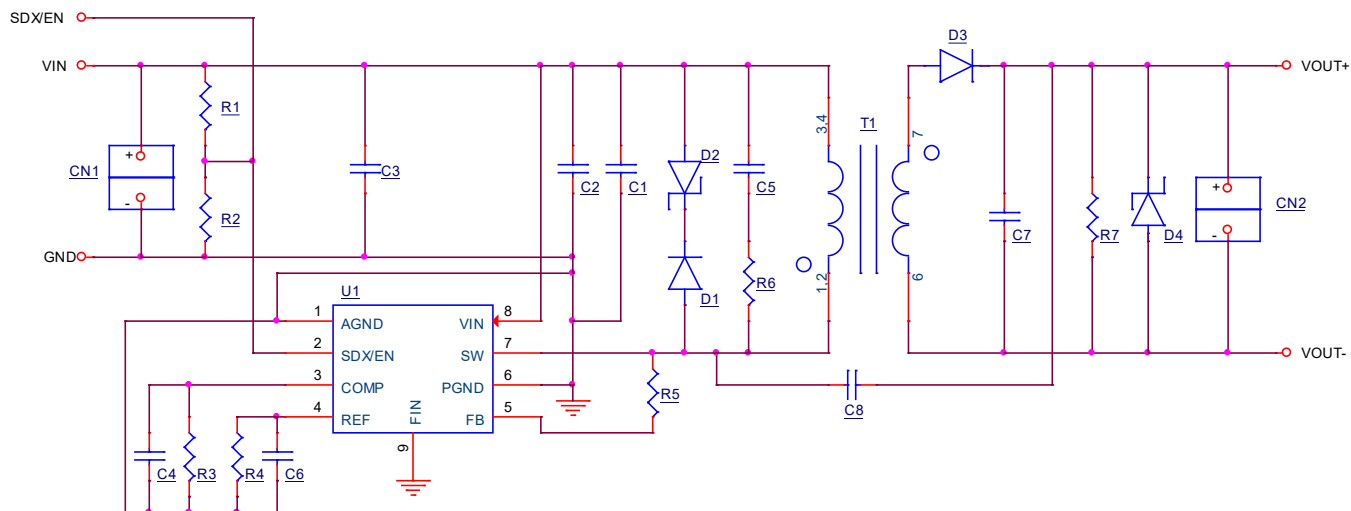 SDX/EN
D3
VIN
VOUT+
R1
3,4
T1
7
+
CN1
-
C3
C2
C1
D2
C5
+
CN2
-
R2
C7
R7
D4
GND
1,2
6
R6
D1
U1
1
AGND
VIN
8
2
SDX/EN
SW
7
VOUT-
3
COMP
PGND
6
R5
C8
4
REF
FIN
FB
5
9
C4
R3
R4
C6